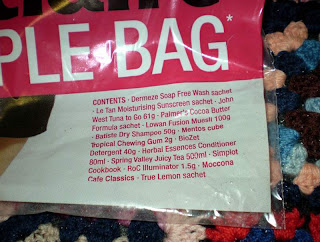 PLE BAG*
CONTENTS - Dermeze Soap Free Wash sachet
- Le Tan Moisturising Sunscreen sachet - John
West Tuna to Go 61g - Palmer's Cocoa Butter
Formula sachet - Lowan Fusion Muesli 100g
- Batiste Dry Shampoo 50g - Mentos cube
Tropical Chewing Gum 2g - BioZet
Detergent 40g - Herbal Essences Conditioner
80ml - Spring Valley Juicy Tea 500ml - Simplot
Cookbook - RoC Illuminator 1.5g - Moccona
Cafe Classics - True Lemon sachet